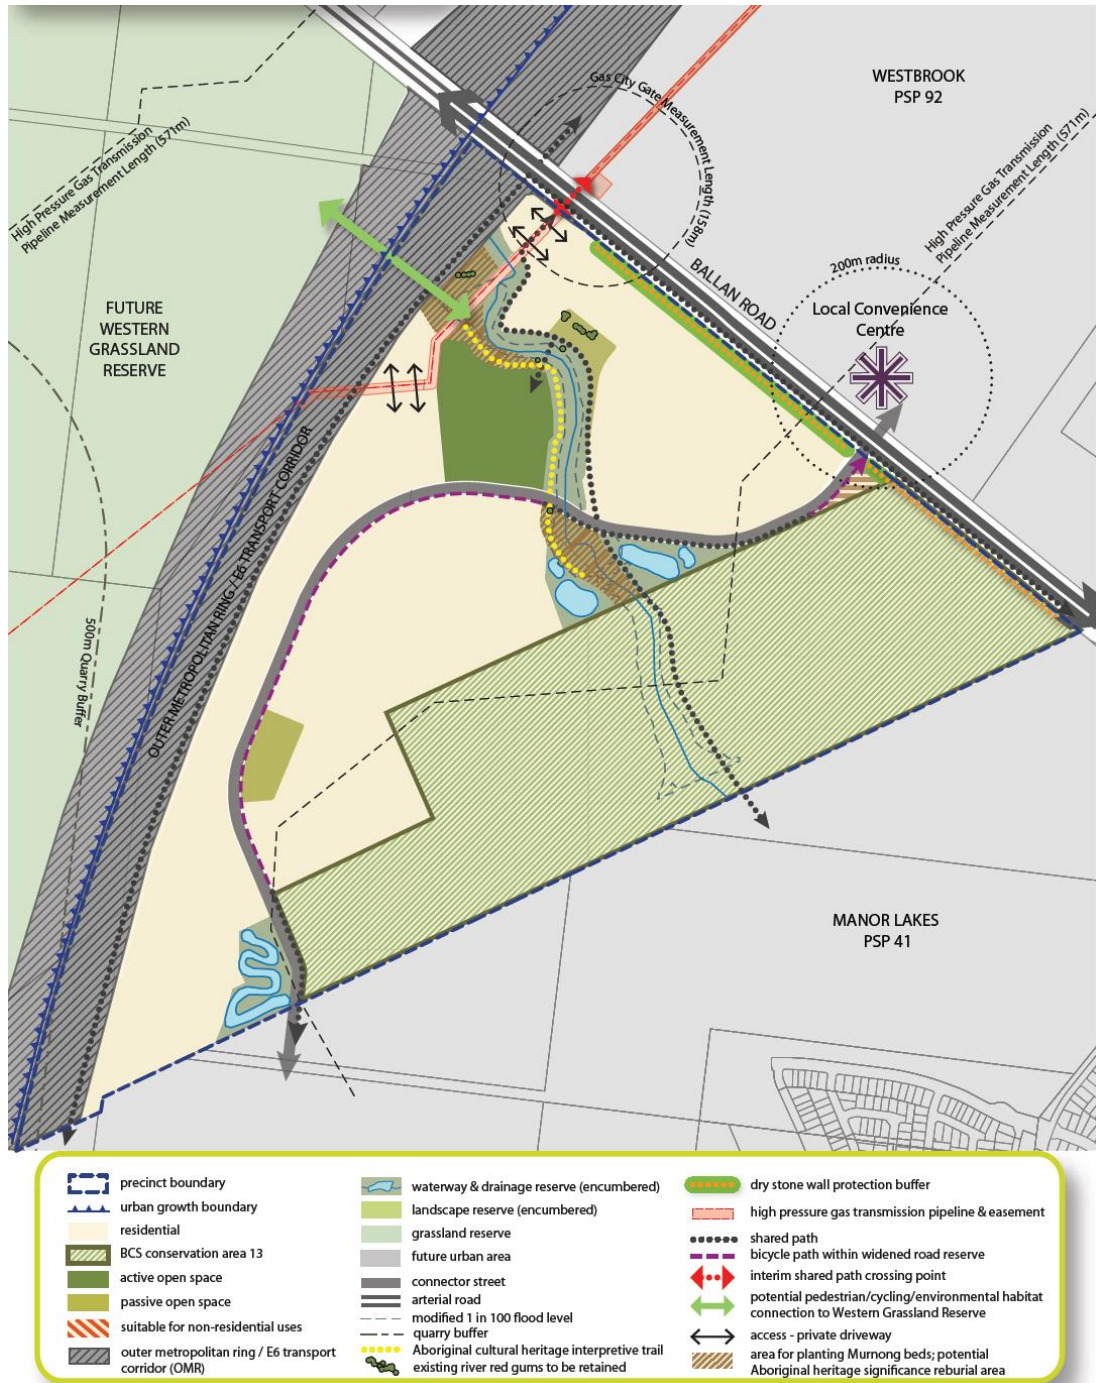 WESTBROOK
PSP 92
Gas City Gate Measurement Length (158m)
High Pressure Gas Transmission
Pipeline Measurement Length (571m)
High Pressure Gas Transmission
Pipeline Measurement Length (571m)
BALLAN ROAD
200m radius
Local Convenience
Centre
FUTURE
WESTERN
GRASSLAND
RESERVE
OUTER METROPOLITAN RING / E6 TRANSPORT CORRIDOR
500m Quarry Buffer
MANOR LAKES
PSP 41
precinct boundary
urban growth boundary
residential
BCS conservation area 13
active open space
passive open space
suitable for non-residential uses
outer metropolitan ring / E6 transport
corridor (OMR)
waterway & drainage reserve (encumbered)
landscape reserve (encumbered)
grassland reserve
future urban area
connector street
arterial road
modified 1 in 100 flood level
quarry buffer
Aboriginal cultural heritage interpretive trail
existing river red gums to be retained
dry stone wall protection buffer
high pressure gas transmission pipeline & easement
shared path
bicycle path within widened road reserve
interim shared path crossing point
potential pedestrian/cycling/environmental habitat
connection to Western Grassland Reserve
access - private driveway
area for planting Murnong beds; potential
Aboriginal heritage significance reburial area